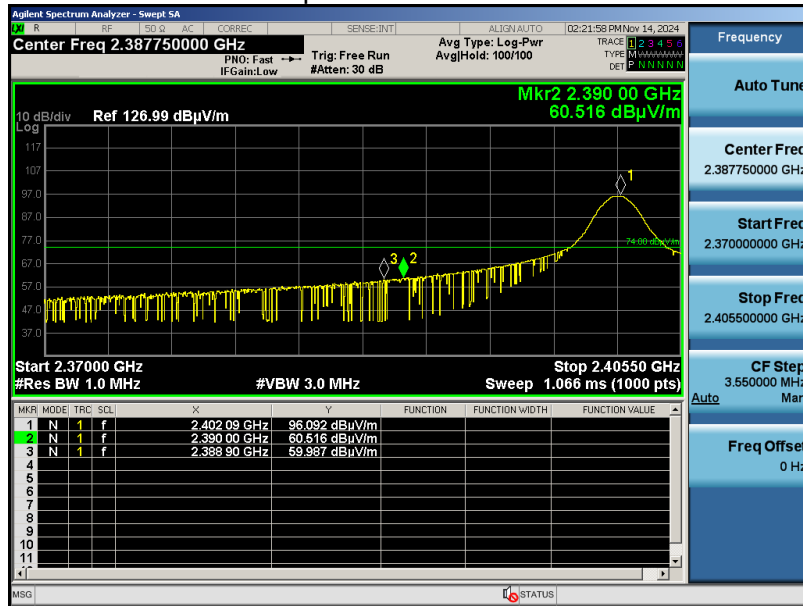 Agilent Spectrum Analyzer - Swept SA
LXI R RF 50 Ω AC CORREC SENSE:INT ALIGN AUTO 02:21:58 PM Nov 14, 2024
Center Freq 2.387750000 GHz
PNO: Fast
IFGain:Low
Trig: Free Run
#Atten: 30 dB
Avg Type: Log-Pwr
Avg|Hold: 100/100
TRACE 1 2 3 4 5 6
TYPE M
DET P N N N N N
Frequency
Mkr2 2.390 00 GHz
60.516 dBµV/m
10 dB/div Ref 126.99 dBµV/m
Log
117
107
97.0
87.0
77.0
67.0
57.0
47.0
37.0
1
74.00 dBµV/m
3 2
Start 2.37000 GHz Stop 2.40550 GHz
#Res BW 1.0 MHz #VBW 3.0 MHz Sweep 1.066 ms (1000 pts)
MKR MODE TRC SCL X Y FUNCTION FUNCTION WIDTH FUNCTION VALUE
1 N 1 f 2.402 09 GHz 96.092 dBµV/m
2 N 1 f 2.390 00 GHz 60.516 dBµV/m
3 N 1 f 2.388 90 GHz 59.987 dBµV/m
4
5
6
7
8
9
10
11
Auto Tune
Center Freq
2.387750000 GHz
Start Freq
2.370000000 GHz
Stop Freq
2.405500000 GHz
CF Step
3.550000 MHz
Auto Man
Freq Offset
0 Hz
MSG STATUS